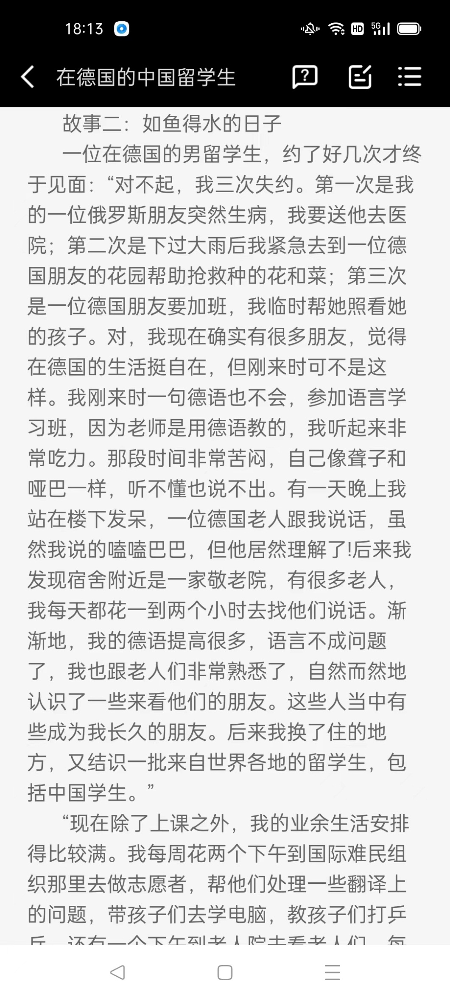 18:13
HD
5G
在德国的中国留学生
故事二：如鱼得水的日子
一位在德国的男留学生，约了好几次才终
于见面：“对不起，我三次失约。第一次是我
的一位俄罗斯朋友突然生病，我要送他去医
院；第二次是下过大雨后我紧急去到一位德
国朋友的花园帮助抢救种的花和菜；第三次
是一位德国朋友要加班，我临时帮她照看她
的孩子。对，我现在确实有很多朋友，觉得
在德国的生活挺自在，但刚来时可不是这
样。我刚来时一句德语也不会，参加语言学
习班，因为老师是用德语教的，我听起来非
常吃力。那段时间非常苦闷，自己像聋子和
哑巴一样，听不懂也说不出。有一天晚上我
站在楼下发呆，一位德国老人跟我说话，虽
然我说的嗑嗑巴巴，但他居然理解了!后来我
发现宿舍附近是一家敬老院，有很多老人，
我每天都花一到两个小时去找他们说话。渐
渐地，我的德语提高很多，语言不成问题
了，我也跟老人们非常熟悉了，自然而然地
认识了一些来看他们的朋友。这些人当中有
些成为我长久的朋友。后来我换了住的地
方，又结识一批来自世界各地的留学生，包
括中国学生。”
“现在除了上课之外，我的业余生活安排
得比较满。我每周花两个下午到国际难民组
织那里去做志愿者，帮他们处理一些翻译上
的问题，带孩子们去学电脑，教孩子们打乒
乓，还有一个下午到老人院去看老人们，每